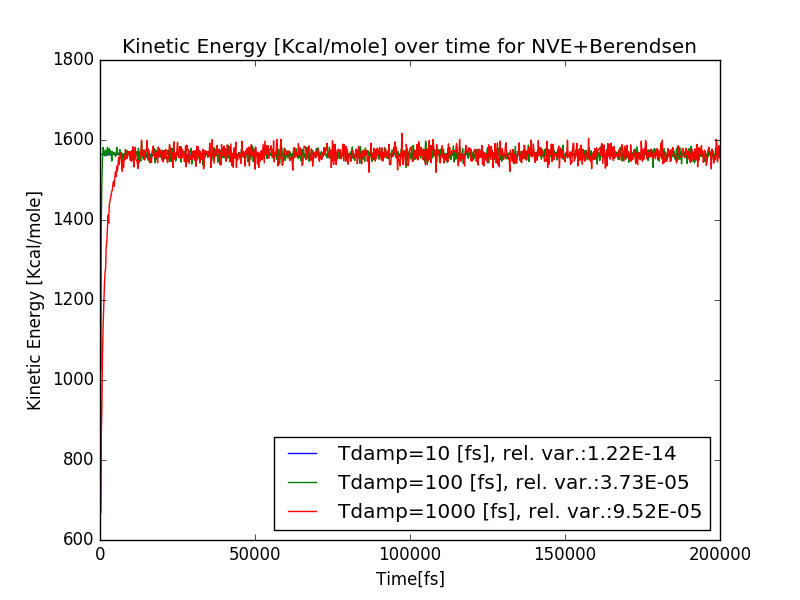 Kinetic Energy [Kcal/mole] over time for NVE+Berendsen
1800
1600
1400
1200
1000
800
600
Kinetic Energy [Kcal/mole]
Tdamp=10 [fs], rel. var.:1.22E-14
Tdamp=100 [fs], rel. var.:3.73E-05
Tdamp=1000 [fs], rel. var.:9.52E-05
0 50000 100000 150000 200000
Time[fs]